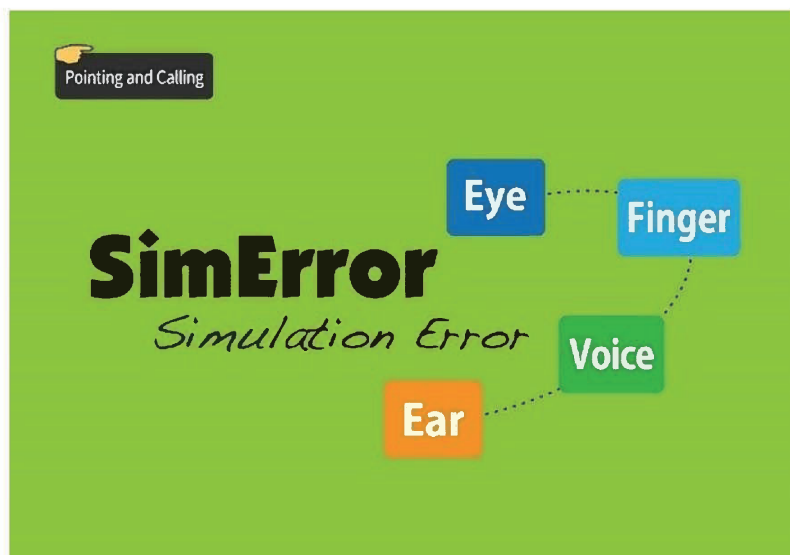 Pointing and Calling
Eye
Finger
SimError
Simulation Error
Voice
Ear